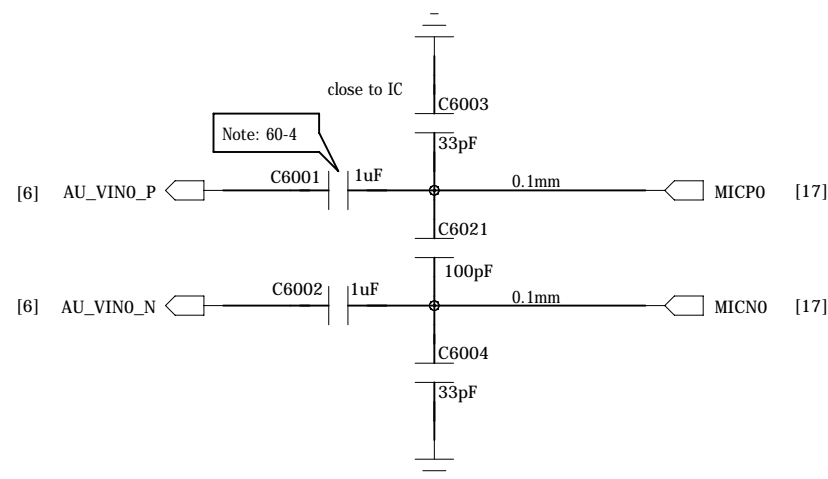 close to IC
C6003
Note: 60-4
33pF
C6001 1uF
[6] AU_VIN0_P 0.1mm MICP0 [17]
C6021
100pF
C6002 1uF
[6] AU_VIN0_N 0.1mm MICN0 [17]
C6004
33pF